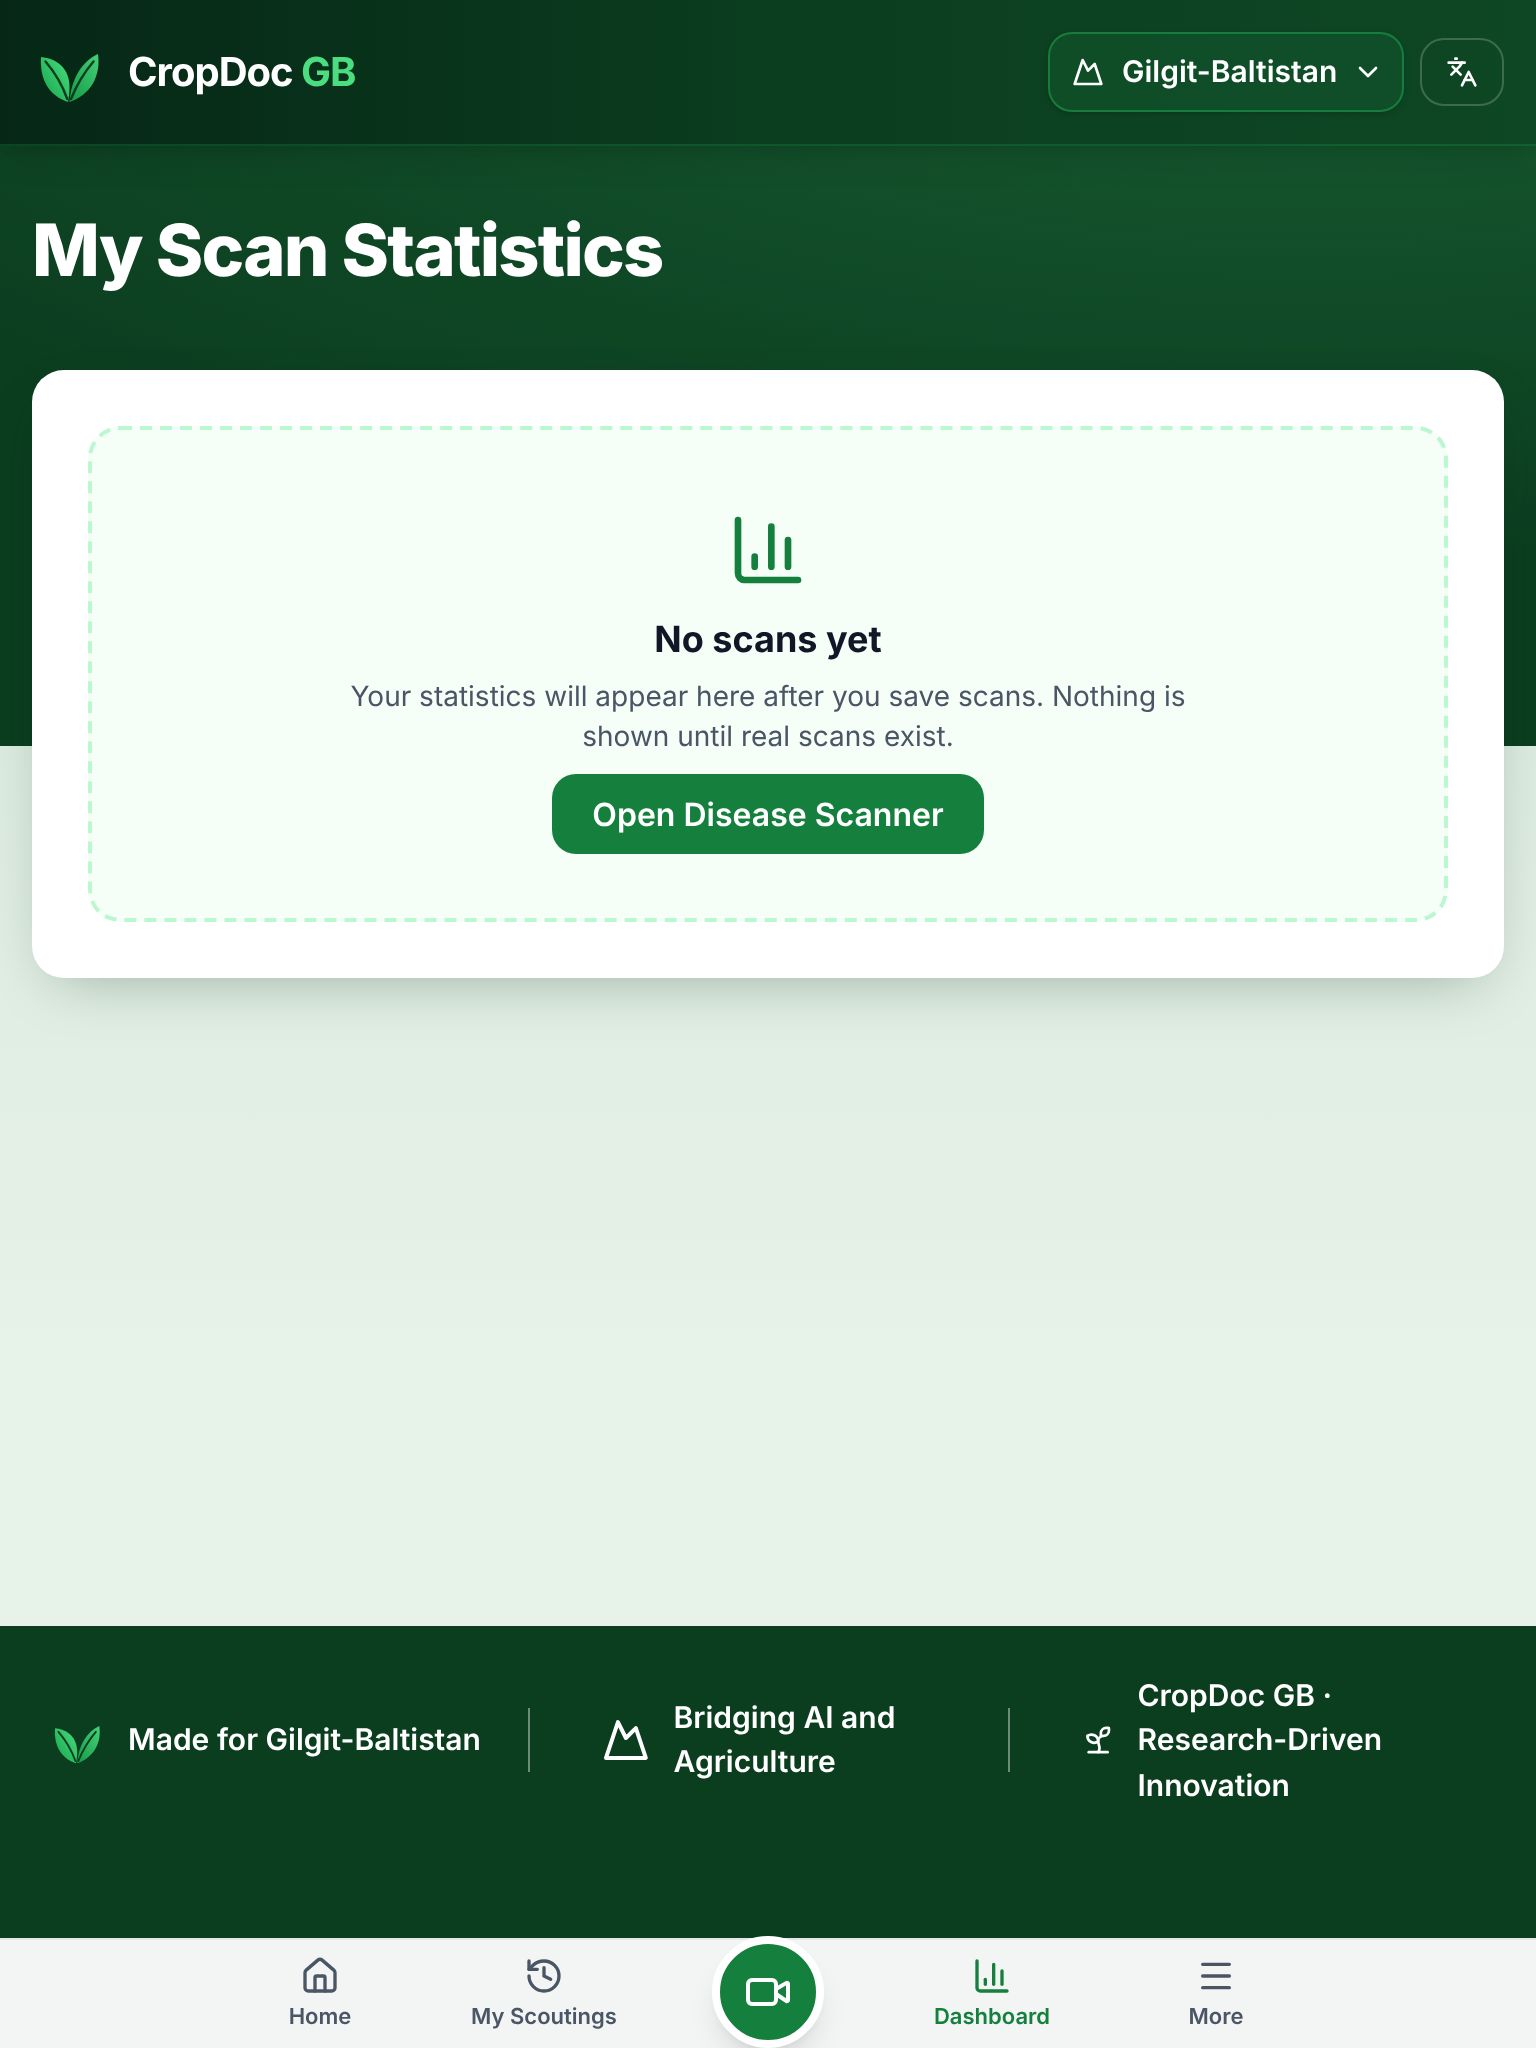 CropDoc GB
Gilgit-Baltistan
My Scan Statistics
No scans yet
Your statistics will appear here after you save scans. Nothing is
shown until real scans exist.
Open Disease Scanner
Made for Gilgit-Baltistan
Bridging AI and
Agriculture
CropDoc GB ·
Research-Driven
Innovation
Home
My Scoutings
Dashboard
More